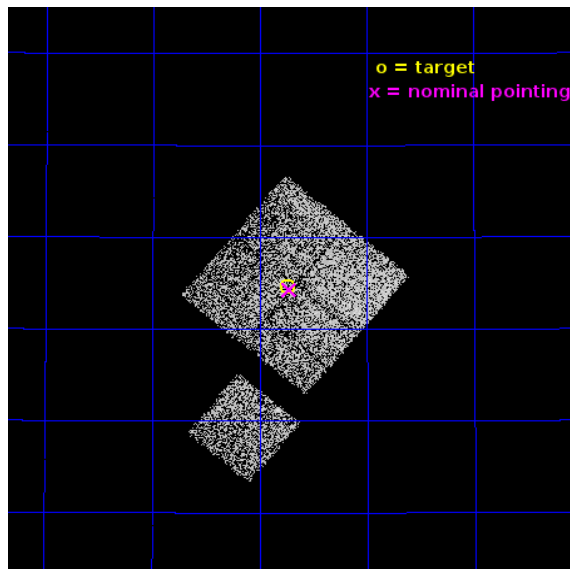 o = target
x = nominal pointing